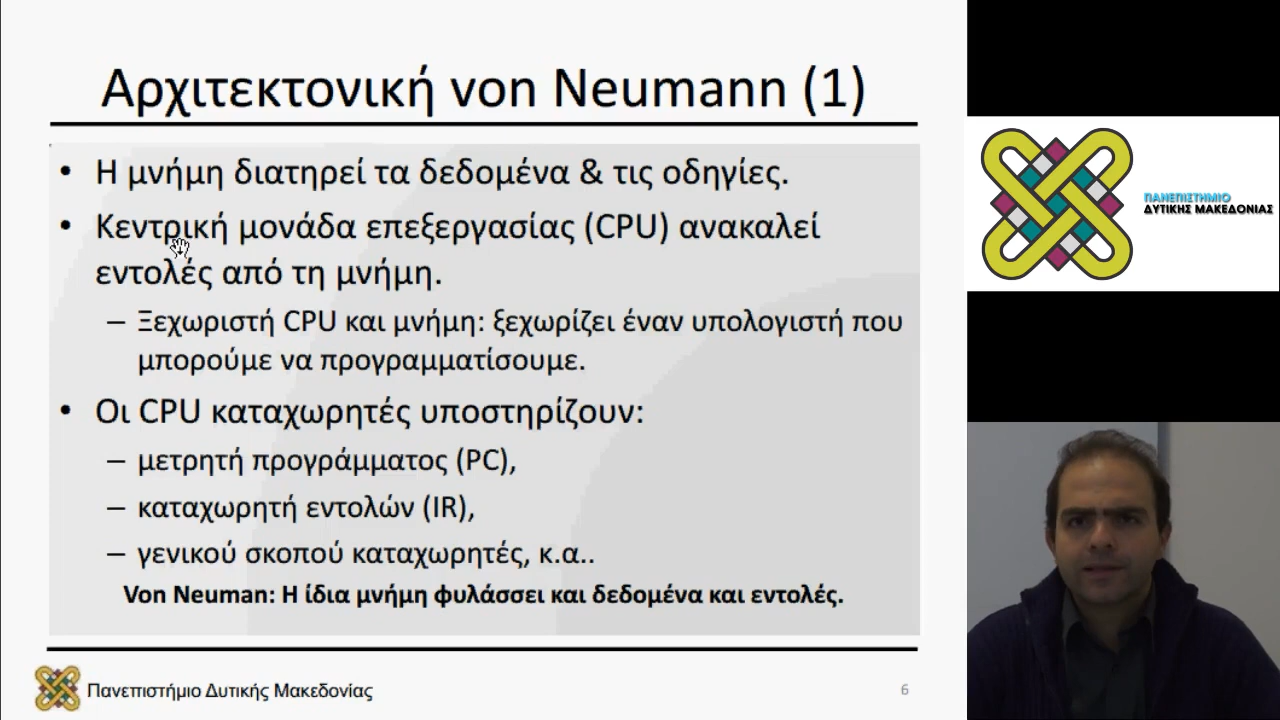 Αρχιτεκτονική von Neumann (1)
• Η μνήμη διατηρεί τα δεδομένα & τις οδηγίες.
• Κεντρική μονάδα επεξεργασίας (CPU) ανακαλεί
εντολές από τη μνήμη.
– Ξεχωριστή CPU και μνήμη: ξεχωρίζει έναν υπολογιστή που
μπορούμε να προγραμματίσουμε.
• Οι CPU καταχωρητές υποστηρίζουν:
– μετρητή προγράμματος (PC),
– καταχωρητή εντολών (IR),
– γενικού σκοπού καταχωρητές, κ.α..
Von Neuman: Η ίδια μνήμη φυλάσσει και δεδομένα και εντολές.
Πανεπιστήμιο Δυτικής Μακεδονίας
6
ΠΑΝΕΠΙΣΤΗΜΙΟ
ΔΥΤΙΚΗΣ ΜΑΚΕΔΟΝΙΑΣ